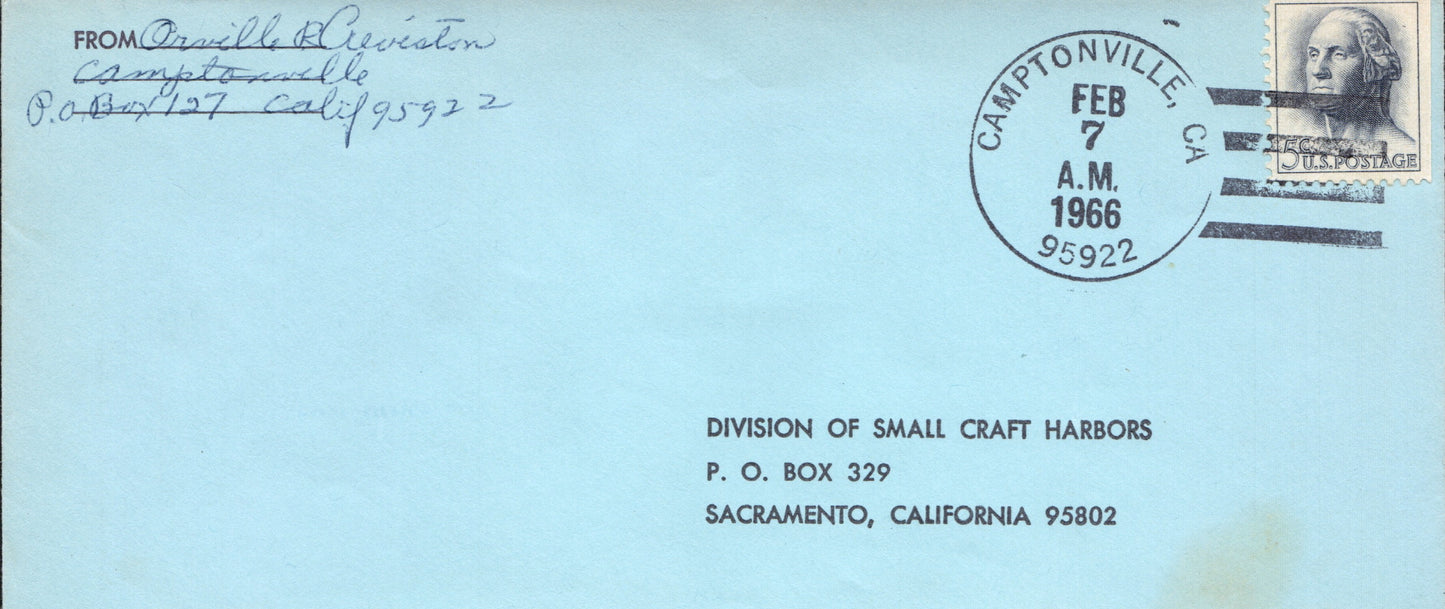 FROM Orville R Creviston
Camptonville
P.O. Box 127 Calif 95922
CAMPTONVILLE, CA
FEB
7
A.M.
1966
95922
5c
U.S. POSTAGE
DIVISION OF SMALL CRAFT HARBORS
P. O. BOX 329
SACRAMENTO, CALIFORNIA 95802